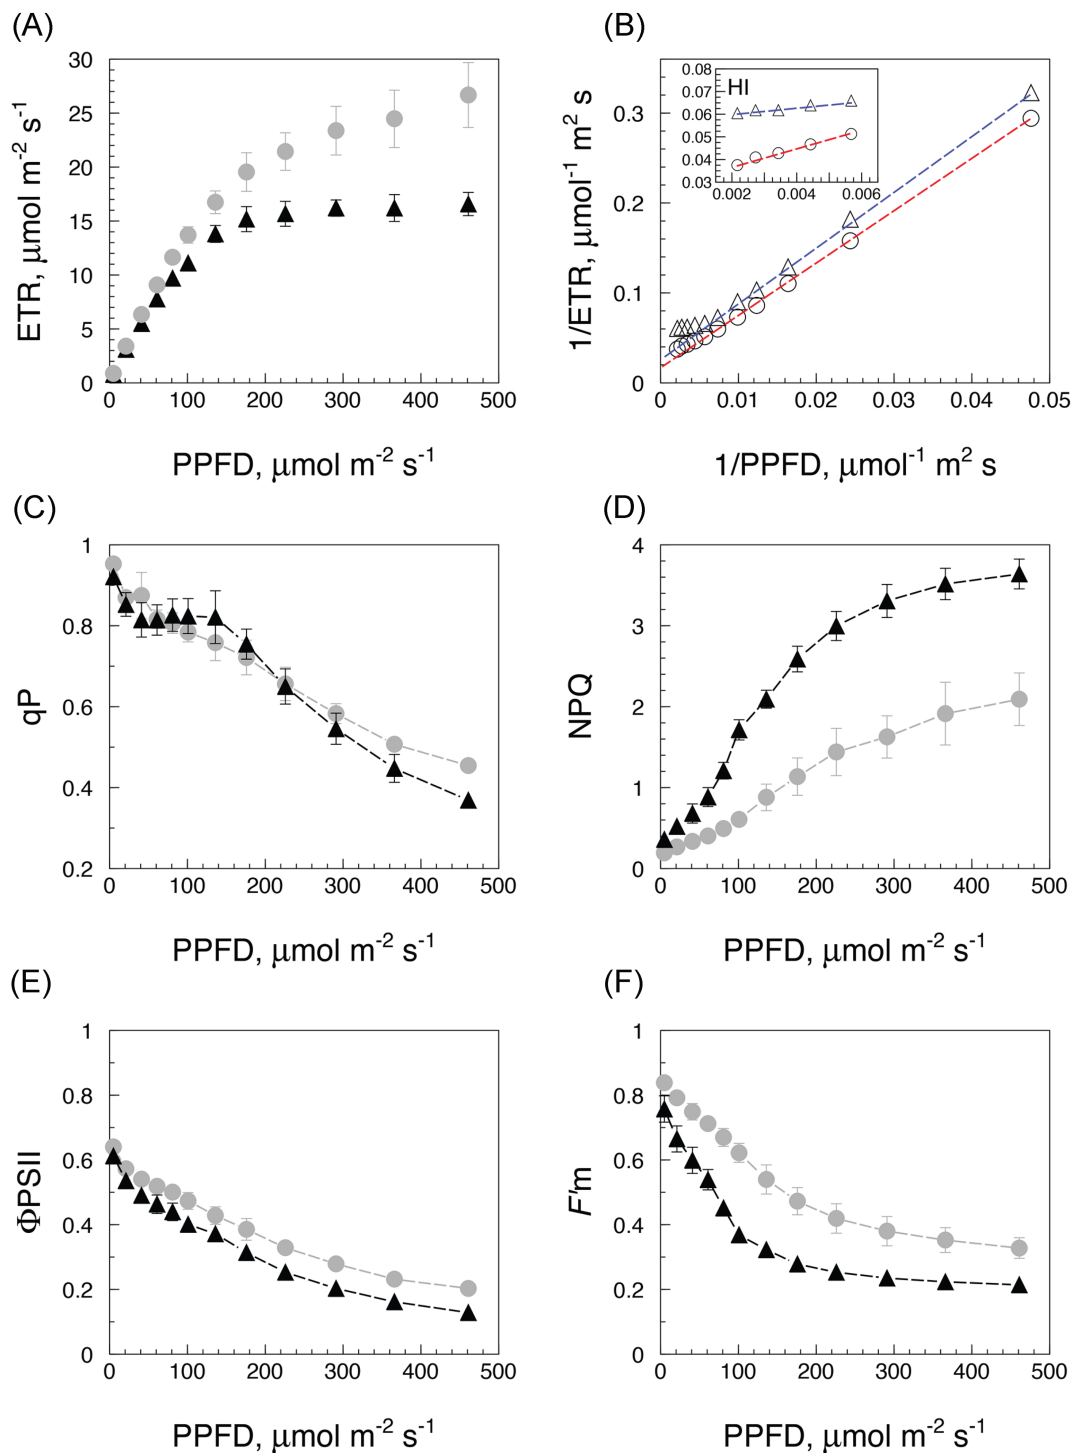 (A)
30
25
20
15
10
5
0
ETR, μmol m⁻² s⁻¹
0 100 200 300 400 500
PPFD, μmol m⁻² s⁻¹
(B)
0.3
0.2
0.1
0
1/ETR, μmol⁻¹ m² s
0.08
0.07
0.06
0.05
0.04
0.03
HI
0.002 0.004 0.006
0 0.01 0.02 0.03 0.04 0.05
1/PPFD, μmol⁻¹ m² s
(C)
1
0.8
0.6
0.4
0.2
qP
0 100 200 300 400 500
PPFD, μmol m⁻² s⁻¹
(D)
4
3
2
1
0
NPQ
0 100 200 300 400 500
PPFD, μmol m⁻² s⁻¹
(E)
1
0.8
0.6
0.4
0.2
0
ΦPSII
0 100 200 300 400 500
PPFD, μmol m⁻² s⁻¹
(F)
1
0.8
0.6
0.4
0.2
0
F'm
0 100 200 300 400 500
PPFD, μmol m⁻² s⁻¹